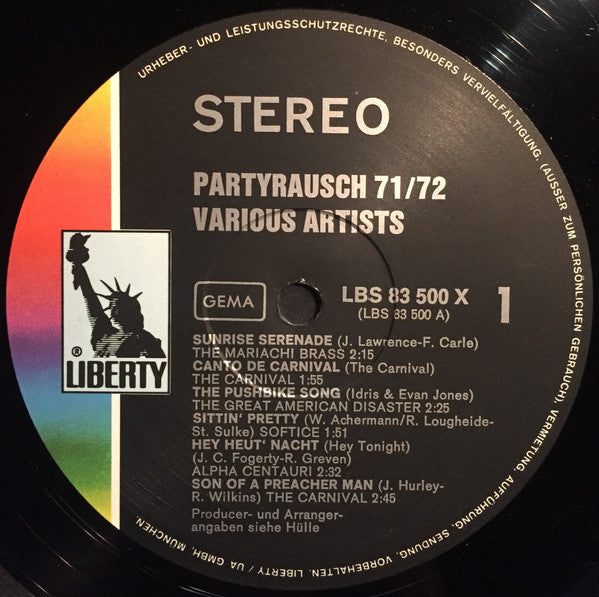 URHEBER- UND LEISTUNGSSCHUTZRECHTE, BESONDERS VERVIELFÄLTIGUNG, (AUSSER ZUM PERSÖNLICHEN GEBRAUCH), VERMIETUNG, AUFFÜHRUNG, SENDUNG, VORBEHALTEN. LIBERTY / UA GMBH, MÜNCHEN.
STEREO
PARTYRAUSCH 71/72
VARIOUS ARTISTS
GEMA
LBS 83 500 X
1
(LBS 83 500 A)
® LIBERTY
SUNRISE SERENADE (J. Lawrence-F. Carle)
THE MARIACHI BRASS 2:15
CANTO DE CARNIVAL (The Carnival)
THE CARNIVAL 1:55
THE PUSHBIKE SONG (Idris & Evan Jones)
THE GREAT AMERICAN DISASTER 2:25
SITTIN' PRETTY (W. Achermann/R. Lougheide-
St. Sulke) SOFTICE 1:51
HEY HEUT' NACHT (Hey Tonight)
(J. C. Fogerty-R. Greven)
ALPHA CENTAURI 2:32
SON OF A PREACHER MAN (J. Hurley-
R. Wilkins) THE CARNIVAL 2:45
Producer- und Arranger-
angaben siehe Hülle